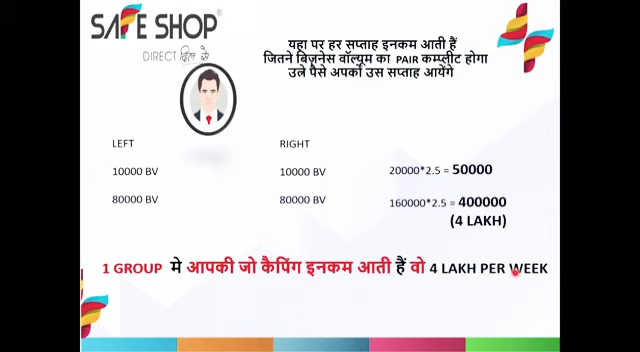 SAFE SHOP®
DIRECT दिल से
यहा पर हर सप्ताह इनकम आती हैं
जितने बिज़नेस वॉल्यूम का PAIR कम्प्लीट होगा
उत्ने पैसे अपकों उस सप्ताह आयेंगे
LEFT RIGHT
10000 BV 10000 BV 20000*2.5 = 50000
80000 BV 80000 BV 160000*2.5 = 400000
(4 LAKH)
1 GROUP मे आपकी जो कैपिंग इनकम आती हैं वो 4 LAKH PER WEEK